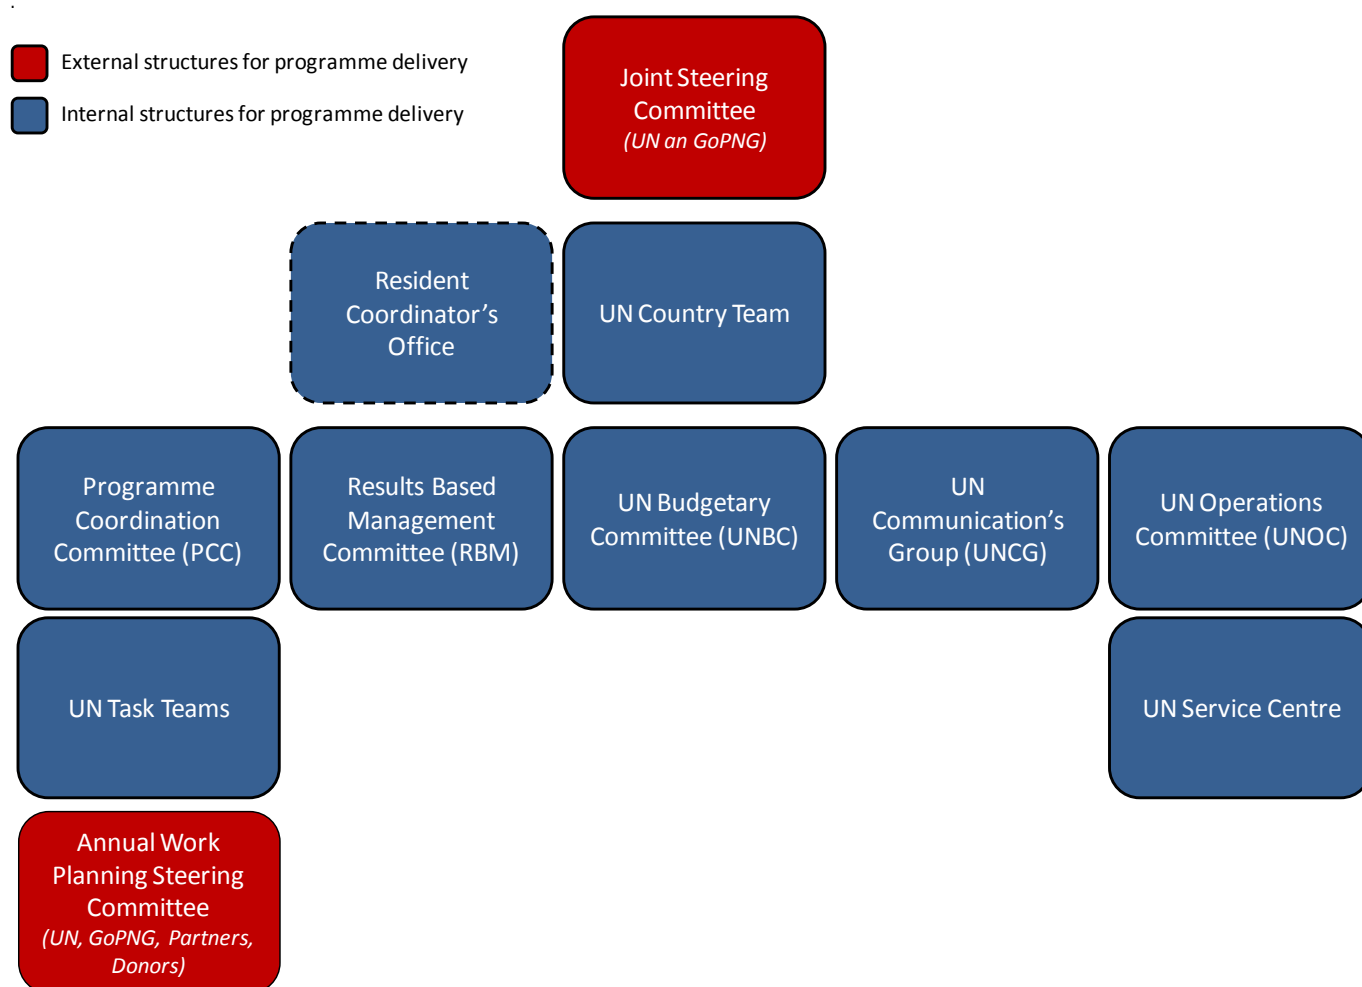 .
External structures for programme delivery
Internal structures for programme delivery
Joint Steering
Committee
(UN an GoPNG)
Resident
Coordinator’s
Office
UN Country Team
Programme
Coordination
Committee (PCC)
Results Based
Management
Committee (RBM)
UN Budgetary
Committee (UNBC)
UN
Communication’s
Group (UNCG)
UN Operations
Committee (UNOC)
UN Task Teams
UN Service Centre
Annual Work
Planning Steering
Committee
(UN, GoPNG, Partners,
Donors)